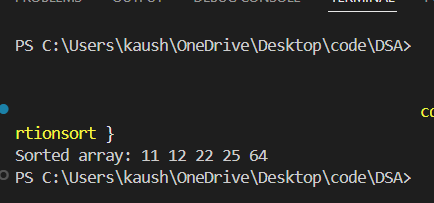 PS C:\Users\kaush\OneDrive\Desktop\code\DSA>
rtionsort }
Sorted array: 11 12 22 25 64
PS C:\Users\kaush\OneDrive\Desktop\code\DSA>